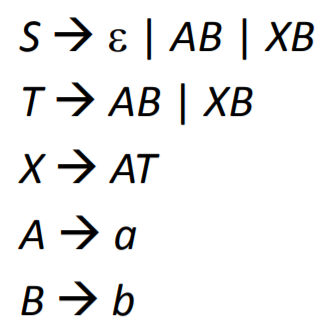 S → ε | AB | XB
T → AB | XB
X → AT
A → a
B → b